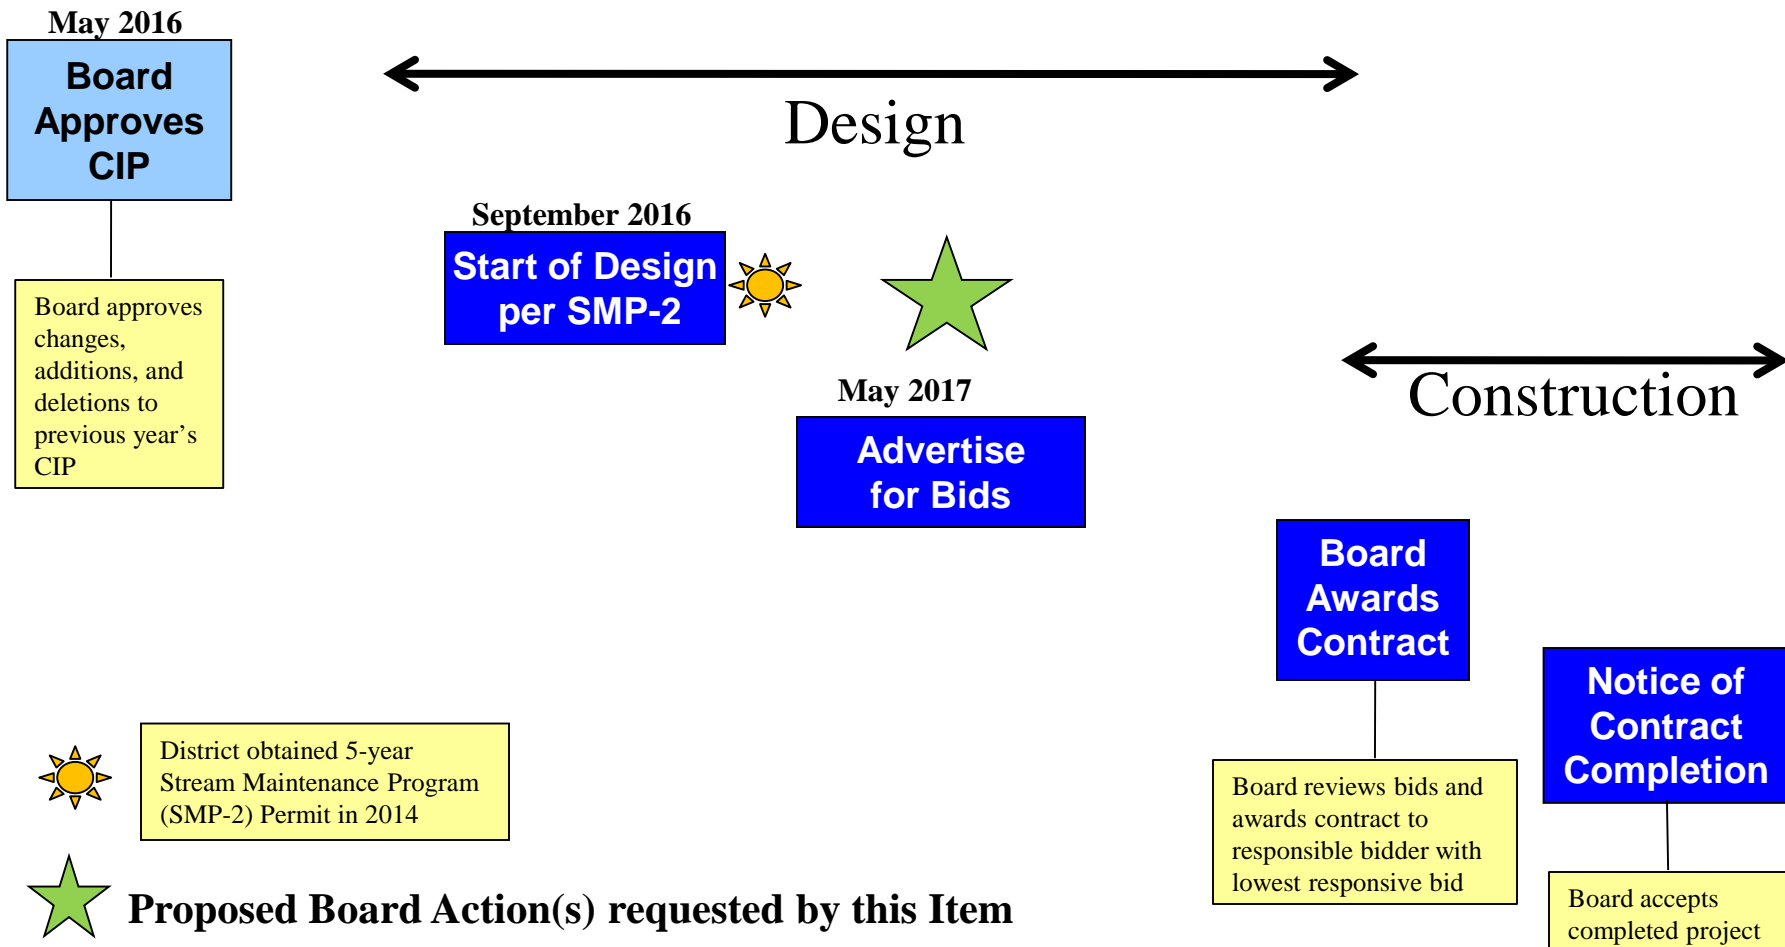 May 2016
Board
Approves
CIP
Design
September 2016
Start of Design
per SMP-2
Board approves
changes,
additions, and
deletions to
previous year's
CIP
May 2017
Advertise
for Bids
Construction
Board
Awards
Contract
Notice of
Contract
Completion
District obtained 5-year
Stream Maintenance Program
(SMP-2) Permit in 2014
Board reviews bids and
awards contract to
responsible bidder with
lowest responsive bid
Board accepts
completed project
Proposed Board Action(s) requested by this Item